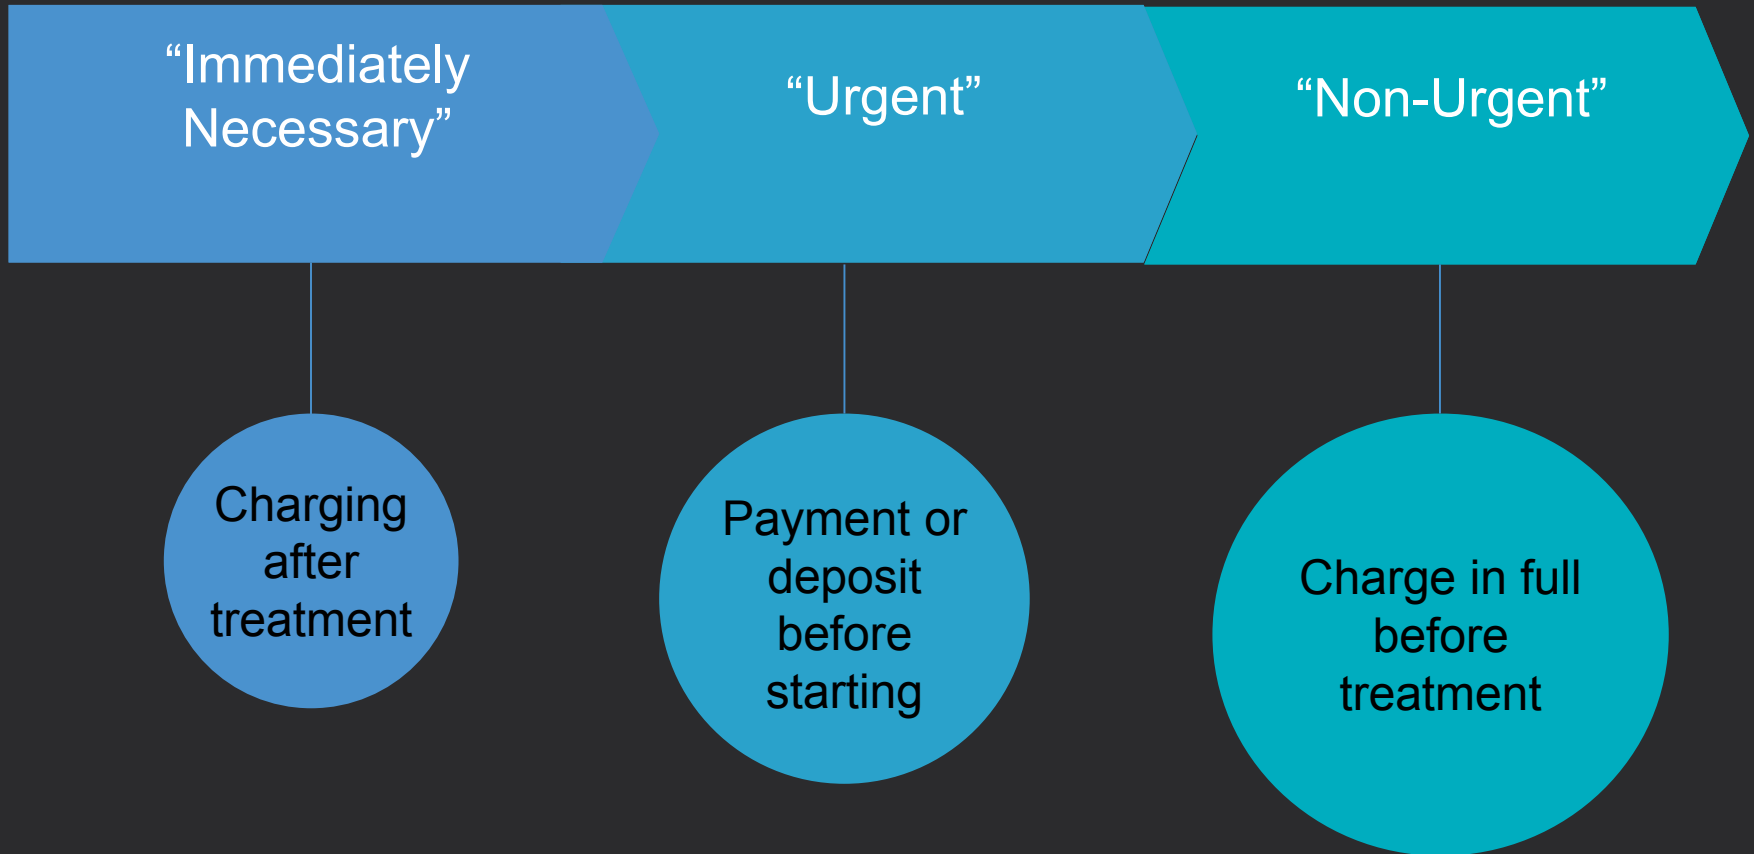 “Immediately
Necessary”
“Urgent”
“Non-Urgent”
Charging
after
treatment
Payment or
deposit
before
starting
Charge in full
before
treatment